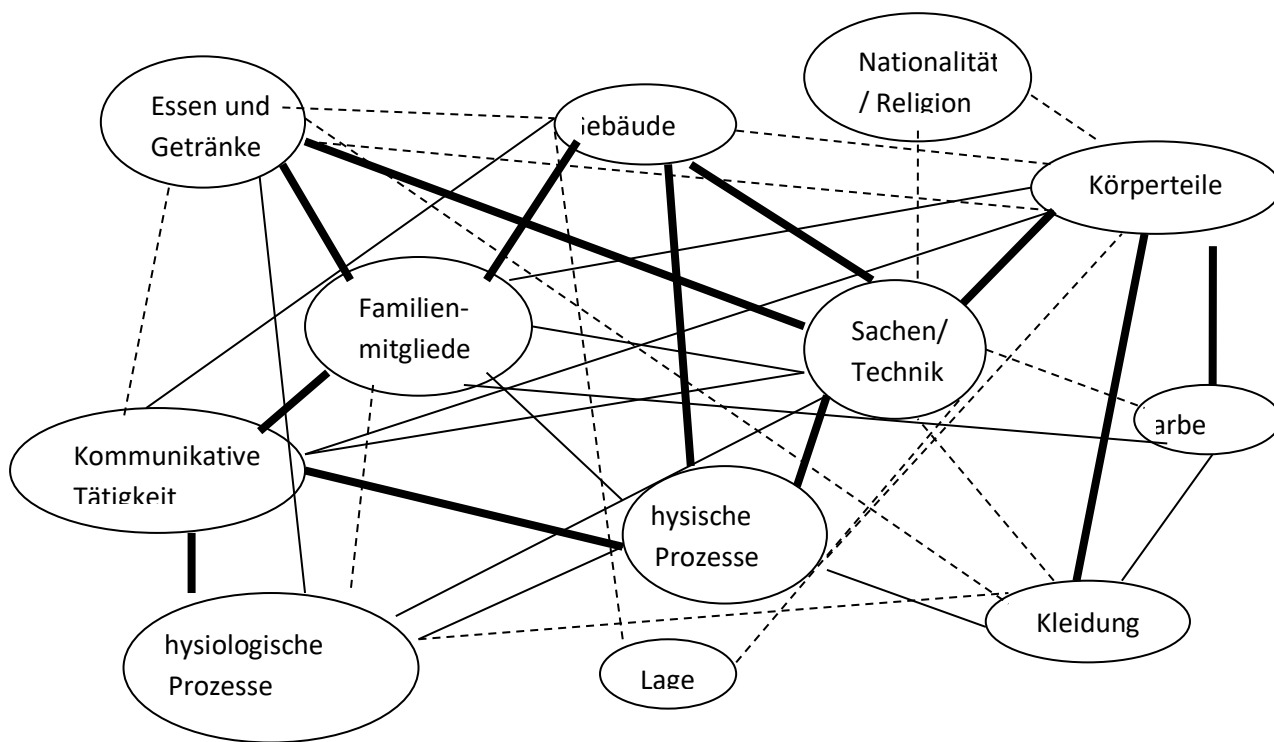 Nationalität
/ Religion
Essen und
Getränke
iebäude
Körperteile
Familien-
mitgliede
Sachen/
Technik
arbe
Kommunikative
Tätigkeit
hysische
Prozesse
Kleidung
hysiologische
Prozesse
Lage